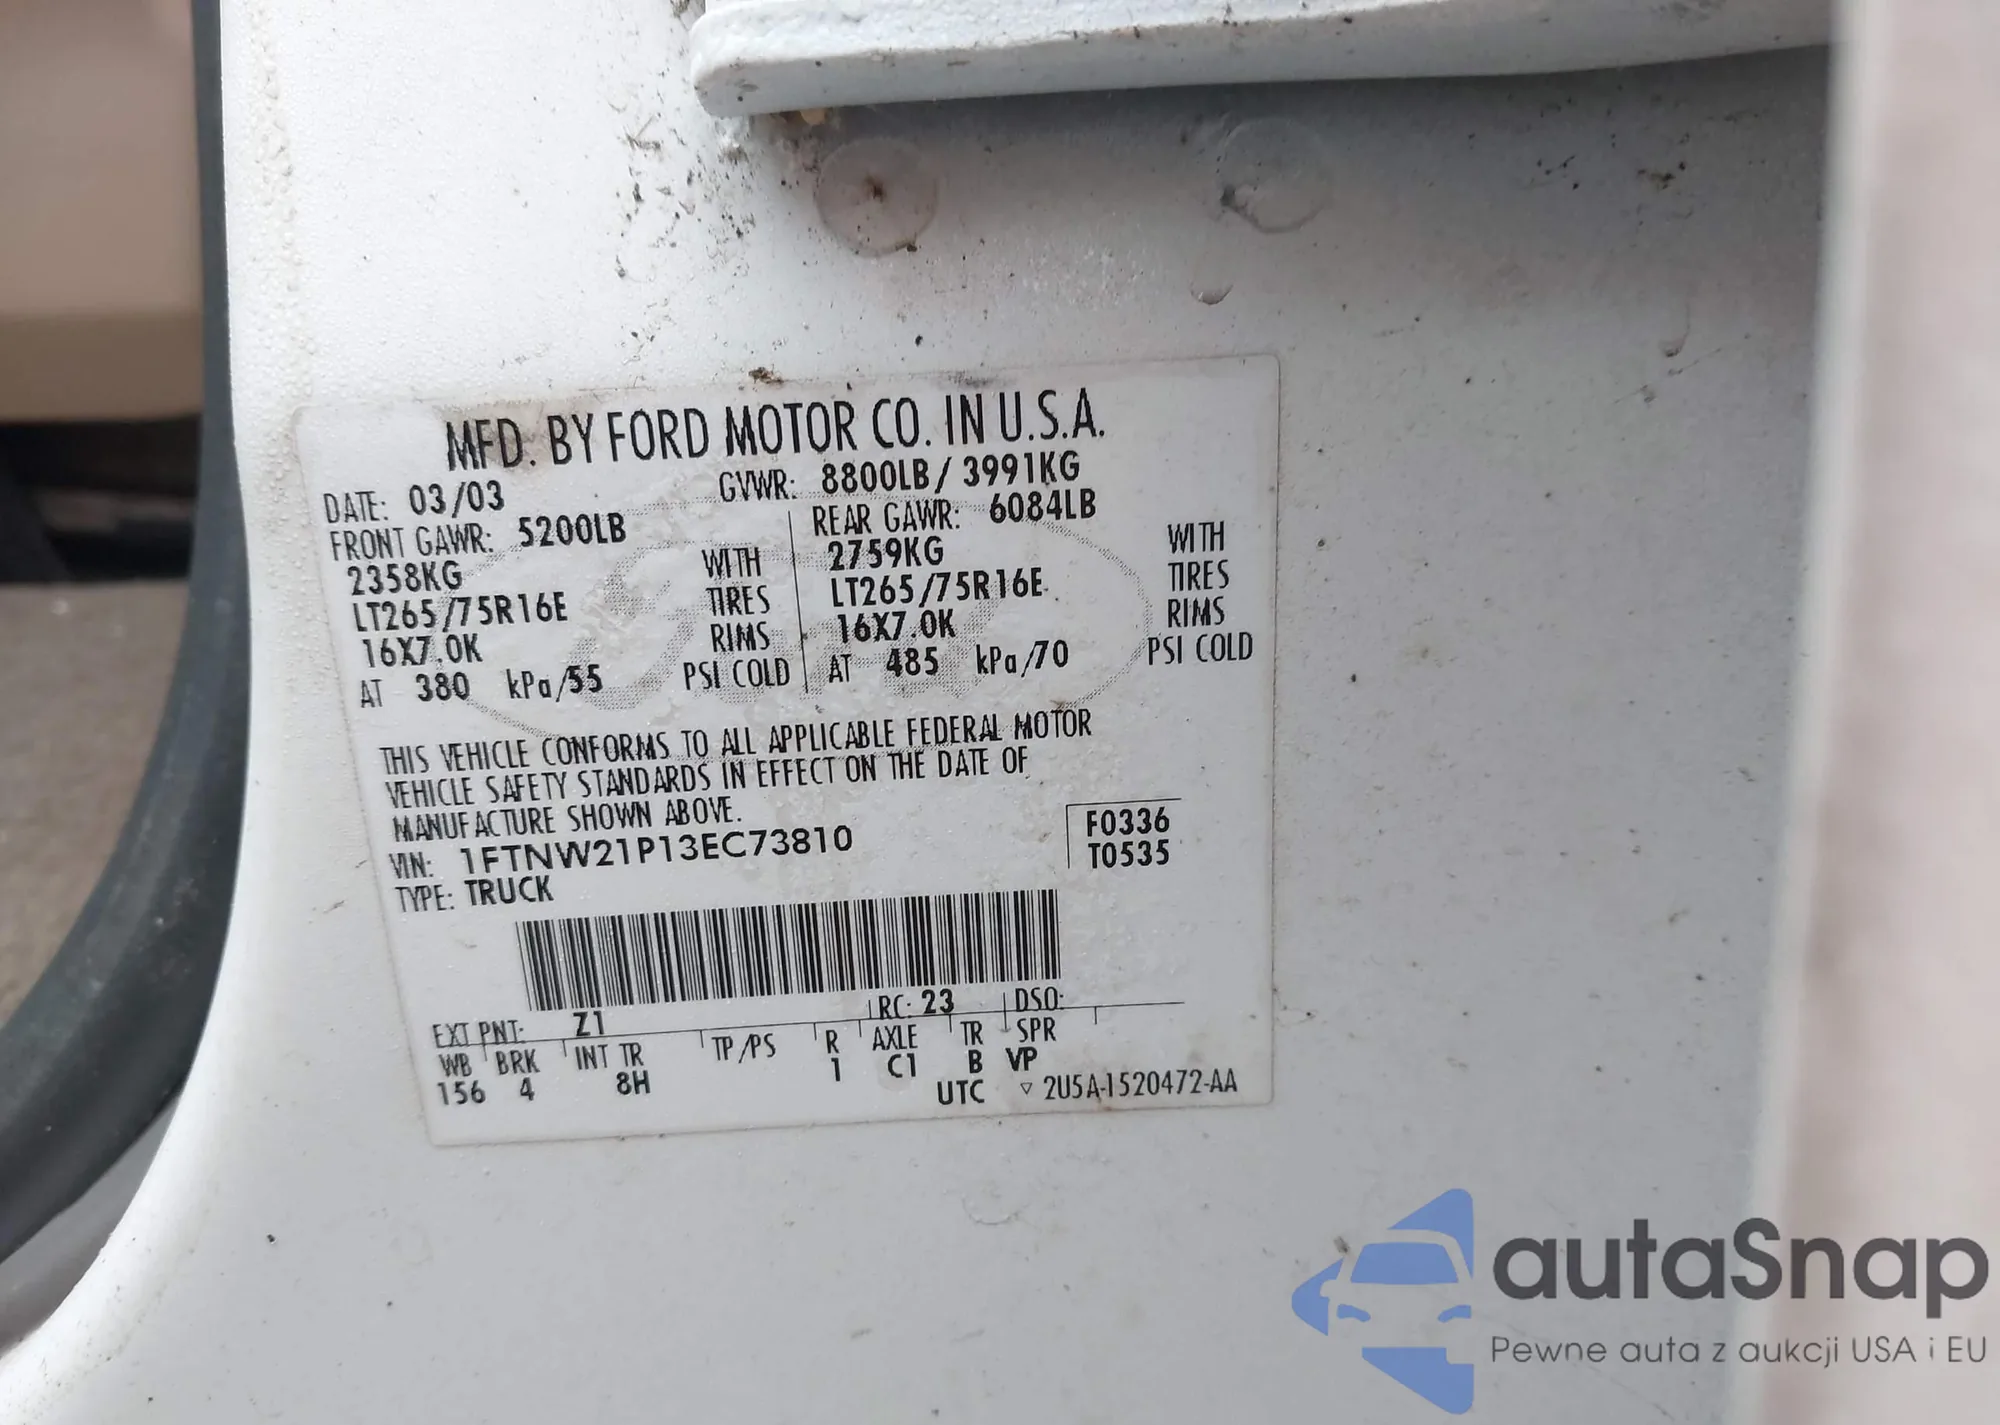 MFD. BY FORD MOTOR CO. IN U.S.A.
DATE: 03/03 GVWR: 8800LB / 3991KG
FRONT GAWR: 5200LB REAR GAWR: 6084LB
2358KG WITH 2759KG WITH
LT265/75R16E TIRES LT265/75R16E TIRES
16X7.0K RIMS 16X7.0K RIMS
AT 380 kPa/55 PSI COLD AT 485 kPa/70 PSI COLD
THIS VEHICLE CONFORMS TO ALL APPLICABLE FEDERAL MOTOR
VEHICLE SAFETY STANDARDS IN EFFECT ON THE DATE OF
MANUFACTURE SHOWN ABOVE.
VIN: 1FTNW21P13EC73810 F0336
TYPE: TRUCK T0535
EXT PNT: Z1 RC: 23 DSO:
WB BRK INT TR TP/PS R AXLE TR SPR
156 4 8H 1 C1 B VP
UTC ▽ 2U5A-1520472-AA
autaSnap
Pewne auta z aukcji USA i EU